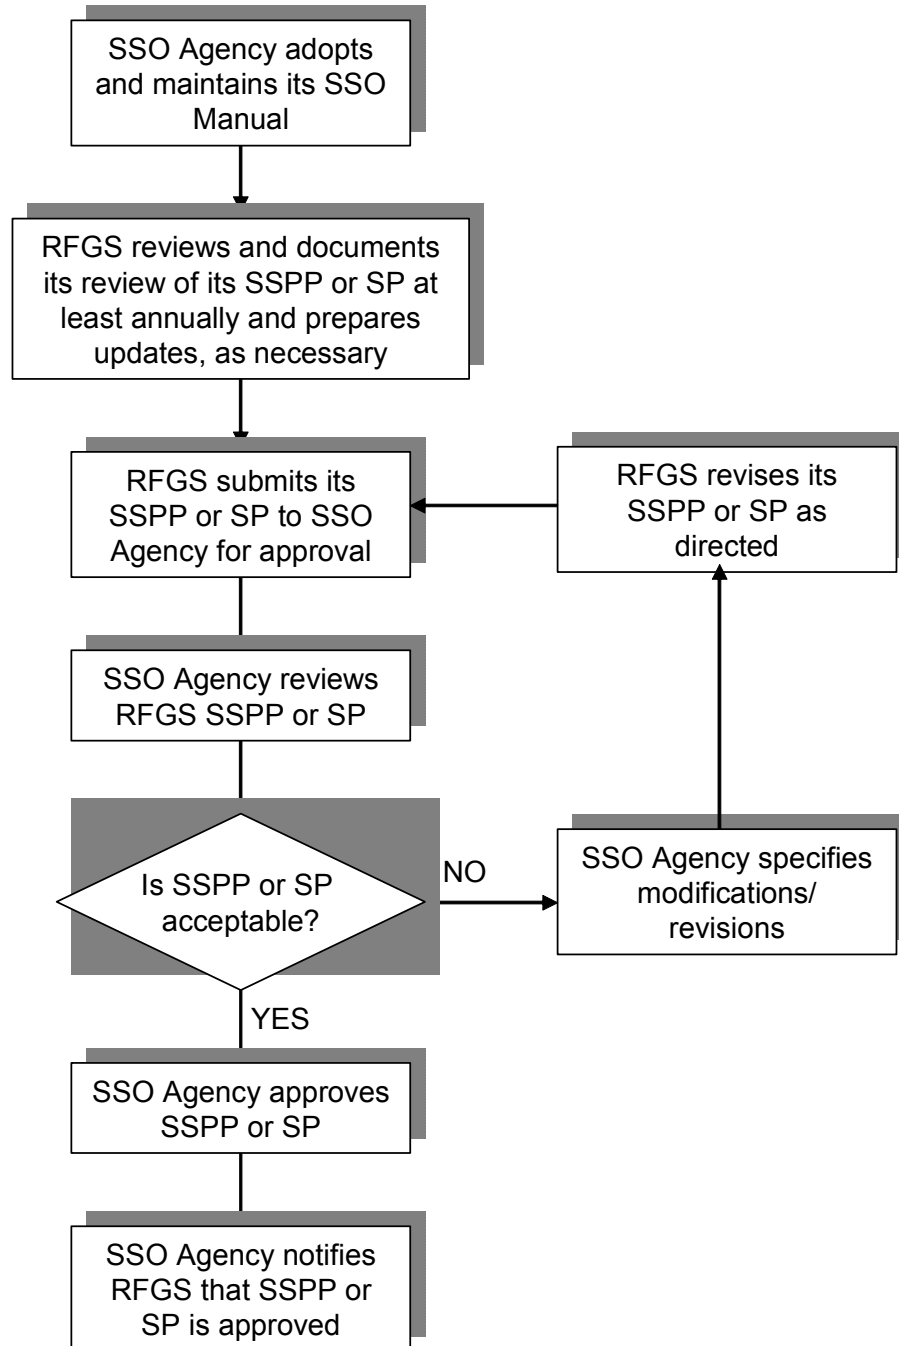 SSO Agency adopts
and maintains its SSO
Manual
RFGS reviews and documents
its review of its SSPP or SP at
least annually and prepares
updates, as necessary
RFGS submits its
SSPP or SP to SSO
Agency for approval
RFGS revises its
SSPP or SP as
directed
SSO Agency reviews
RFGS SSPP or SP
Is SSPP or SP
acceptable?
NO
SSO Agency specifies
modifications/
revisions
YES
SSO Agency approves
SSPP or SP
SSO Agency notifies
RFGS that SSPP or
SP is approved